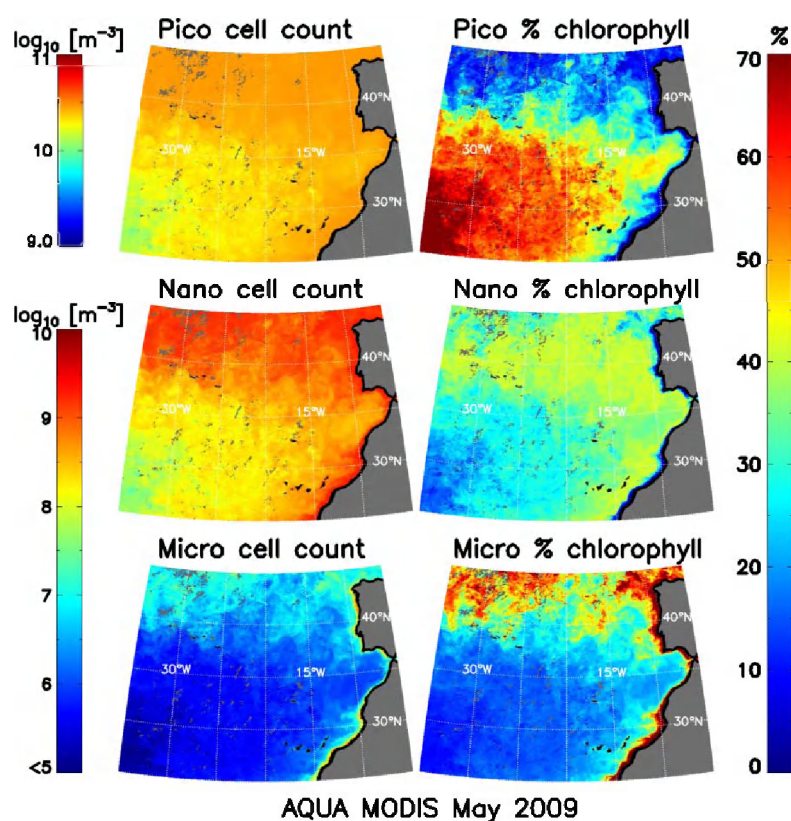 log₁₀ [m⁻³]
Pico cell count
Pico % chlorophyll
%
11
10
9.0
40°N
30°W
15°W
30°N
40°N
30°W
15°W
30°N
70
60
50
40
30
20
10
0
log₁₀ [m⁻³]
Nano cell count
Nano % chlorophyll
10
9
8
7
6
<5
40°N
30°W
15°W
30°N
40°N
30°W
15°W
30°N
Micro cell count
Micro % chlorophyll
40°N
30°W
15°W
30°N
40°N
30°W
15°W
30°N
AQUA MODIS May 2009